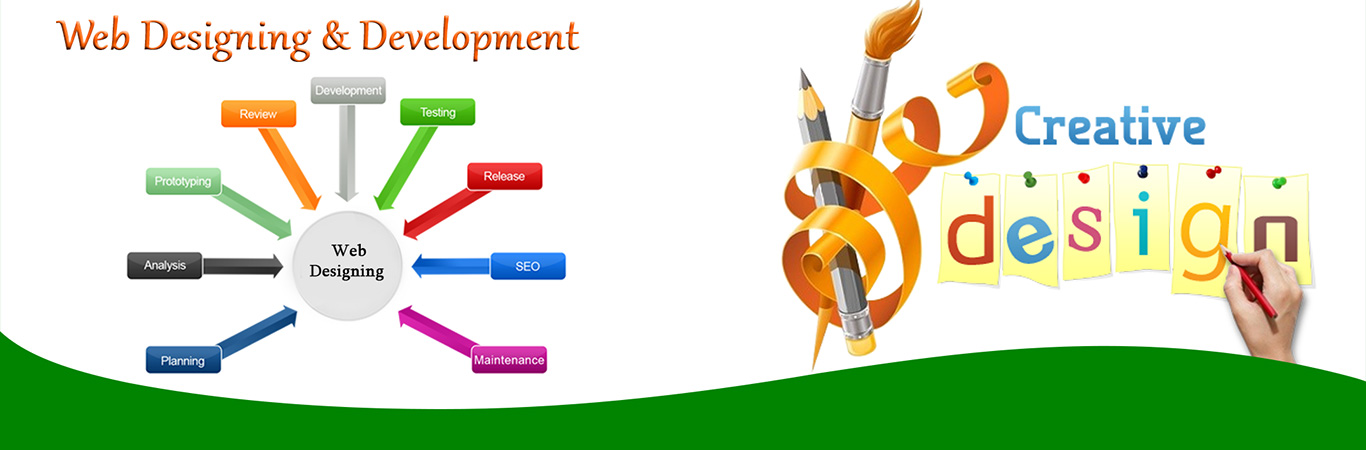 Web Designing & Development
Development
Review
Testing
Prototyping
Release
Analysis
Web
Designing
SEO
Planning
Maintenance
Creative
design